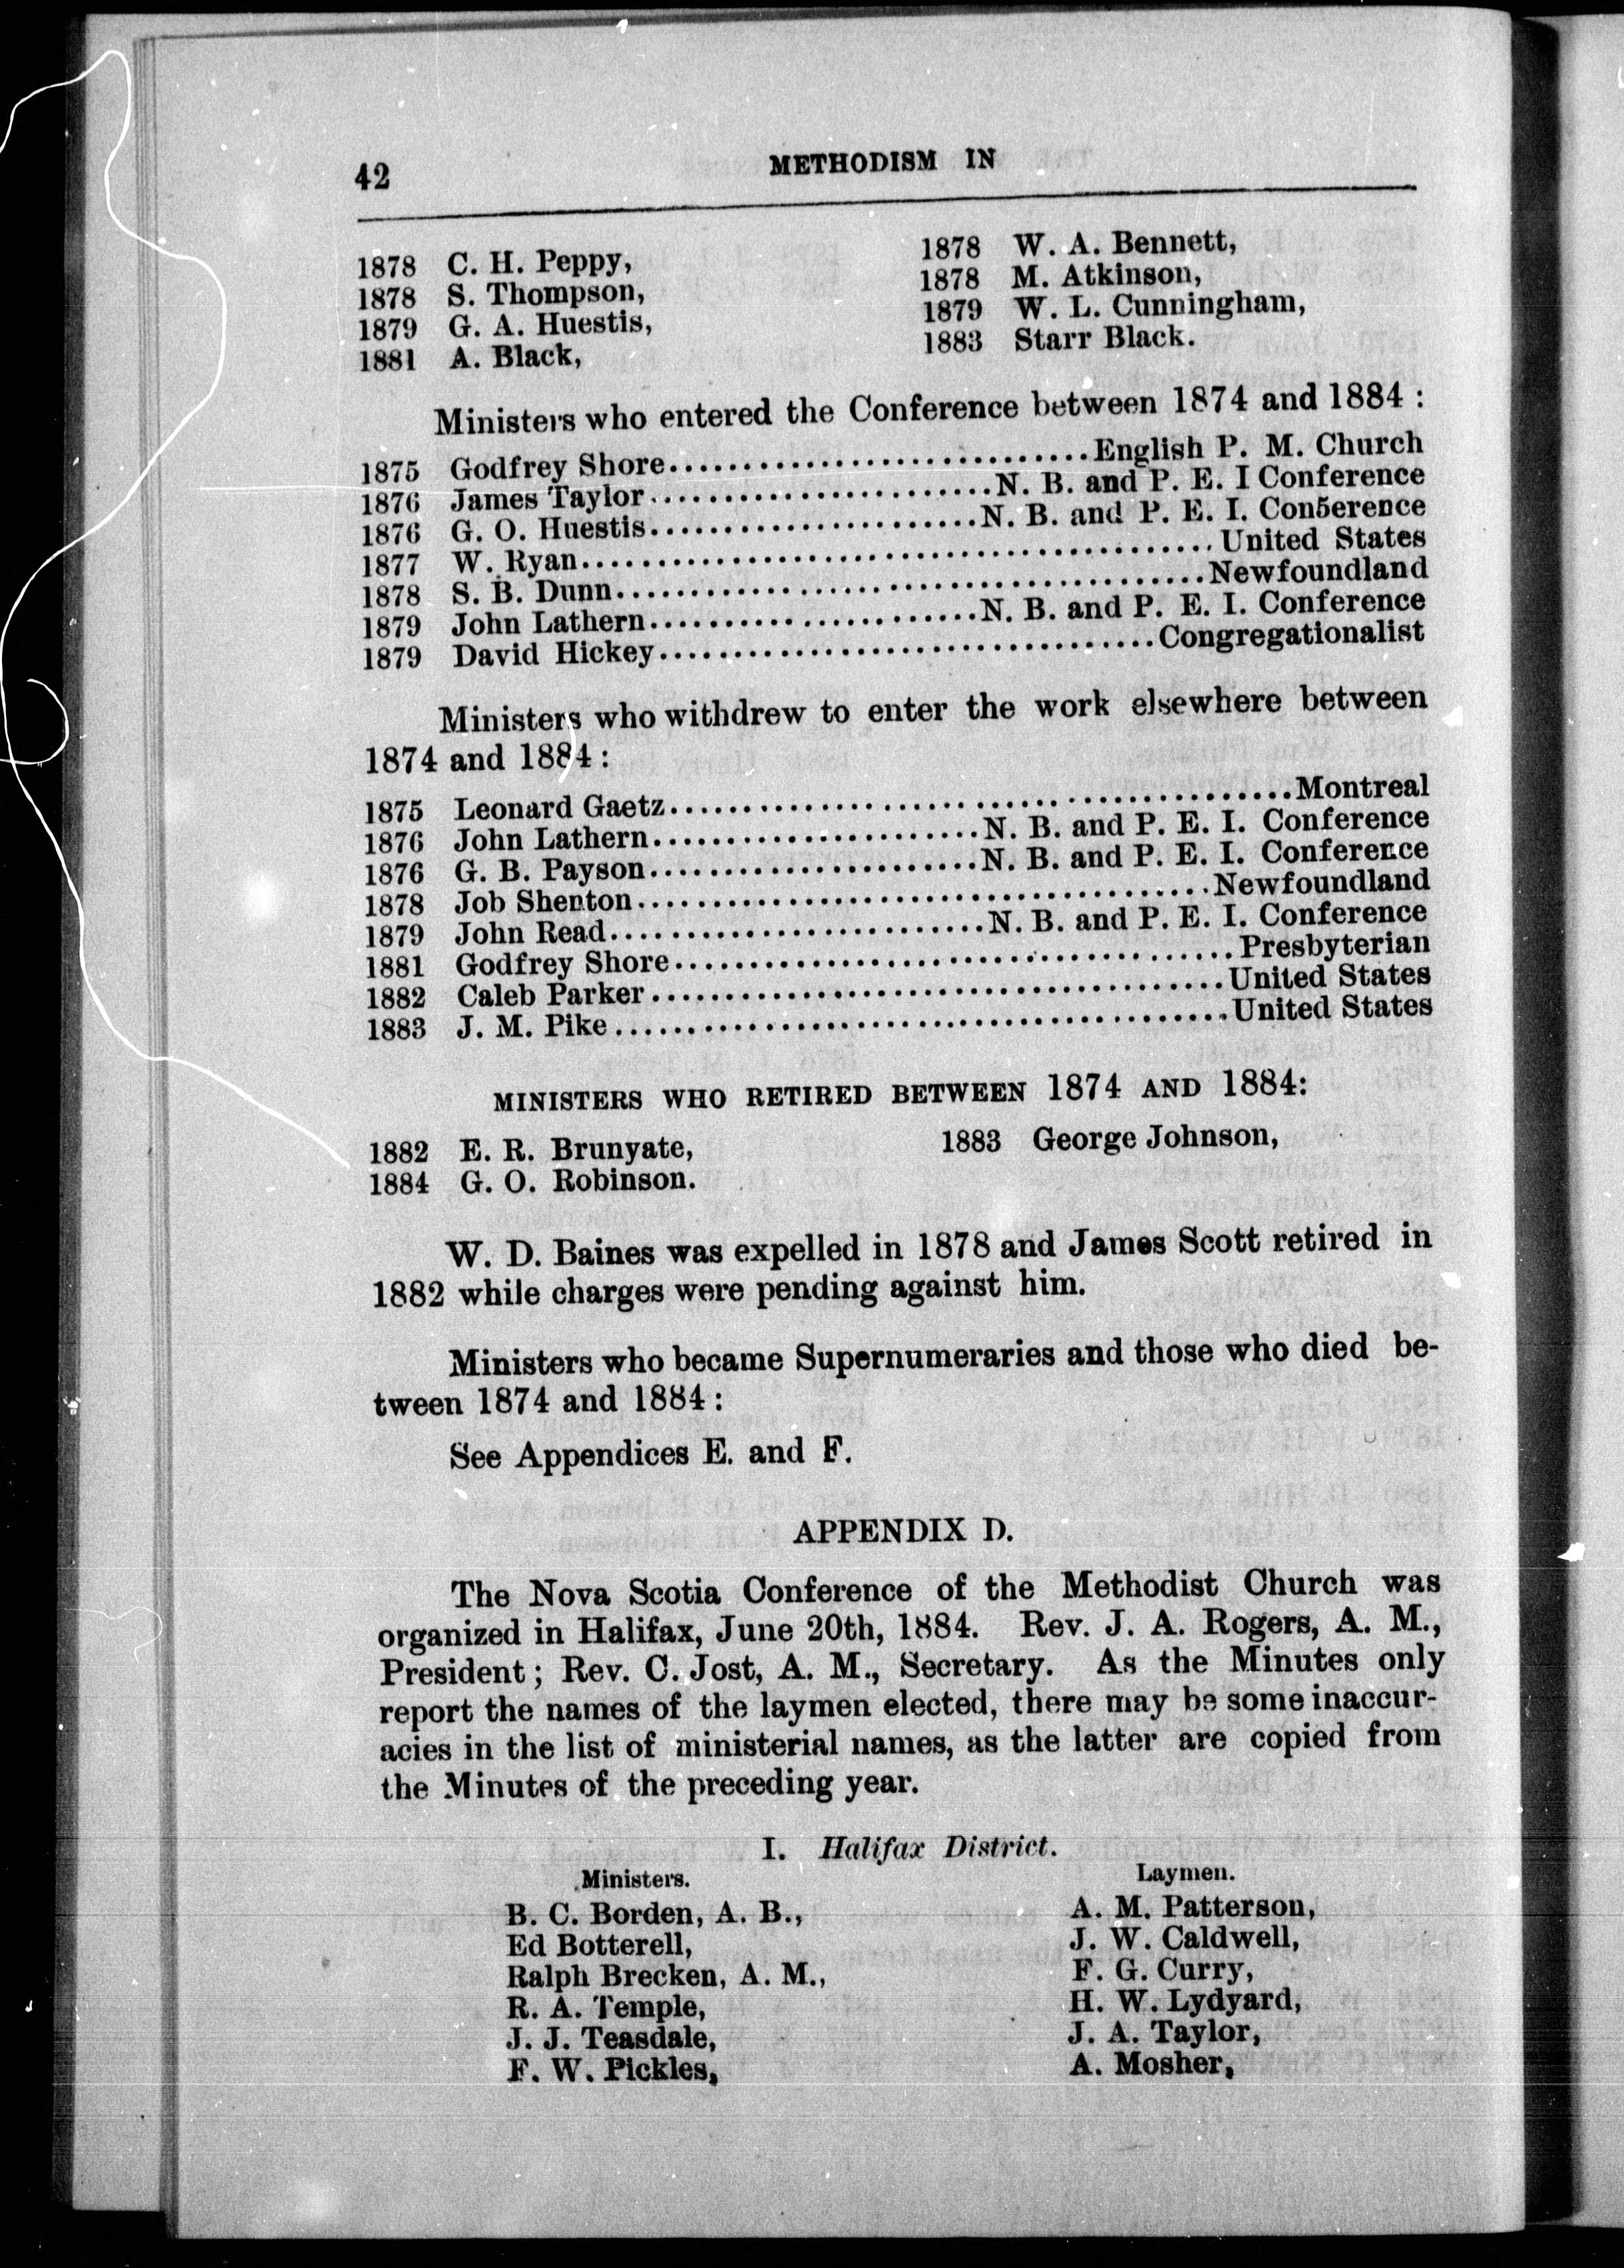 42 METHODISM IN
1878 C. H. Peppy, 1878 W. A. Bennett,
1878 S. Thompson, 1878 M. Atkinson,
1879 G. A. Huestis, 1879 W. L. Cunningham,
1881 A. Black, 1883 Starr Black.
Ministers who entered the Conference between 1874 and 1884 :
1875 Godfrey Shore............................English P. M. Church
1876 James Taylor.......................N. B. and P. E. I Conference
1876 G. O. Huestis......................N. B. and P. E. I. Con5erence
1877 W. Ryan..........................................United States
1878 S. B. Dunn.......................................Newfoundland
1879 John Lathern......................N. B. and P. E. I. Conference
1879 David Hickey.................................Congregationalist
Ministers who withdrew to enter the work elsewhere between
1874 and 1884 :
1875 Leonard Gaetz.........................................Montreal
1876 John Lathern......................N. B. and P. E. I. Conference
1876 G. B. Payson......................N. B. and P. E. I. Conference
1878 Job Shenton......................................Newfoundland
1879 John Read.........................N. B. and P. E. I. Conference
1881 Godfrey Shore.....................................Presbyterian
1882 Caleb Parker......................................United States
1883 J. M. Pike.........................................United States
MINISTERS WHO RETIRED BETWEEN 1874 AND 1884:
1882 E. R. Brunyate, 1883 George Johnson,
1884 G. O. Robinson.
W. D. Baines was expelled in 1878 and James Scott retired in
1882 while charges were pending against him.
Ministers who became Supernumeraries and those who died be-
tween 1874 and 1884 :
See Appendices E. and F.
APPENDIX D.
The Nova Scotia Conference of the Methodist Church was
organized in Halifax, June 20th, 1884. Rev. J. A. Rogers, A. M.,
President ; Rev. C. Jost, A. M., Secretary. As the Minutes only
report the names of the laymen elected, there may be some inaccur-
acies in the list of ministerial names, as the latter are copied from
the Minutes of the preceding year.
I. Halifax District.
Ministers. Laymen.
B. C. Borden, A. B., A. M. Patterson,
Ed Botterell, J. W. Caldwell,
Ralph Brecken, A. M., F. G. Curry,
R. A. Temple, H. W. Lydyard,
J. J. Teasdale, J. A. Taylor,
F. W. Pickles, A. Mosher,